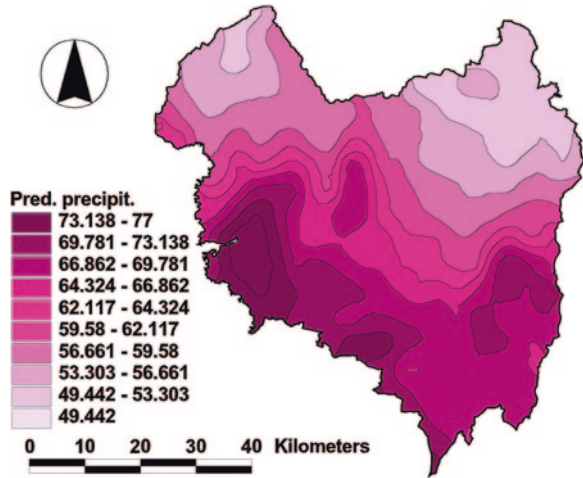 Pred. precipit.
73.138 - 77
69.781 - 73.138
66.862 - 69.781
64.324 - 66.862
62.117 - 64.324
59.58 - 62.117
56.661 - 59.58
53.303 - 56.661
49.442 - 53.303
49.442
0 10 20 30 40 Kilometers